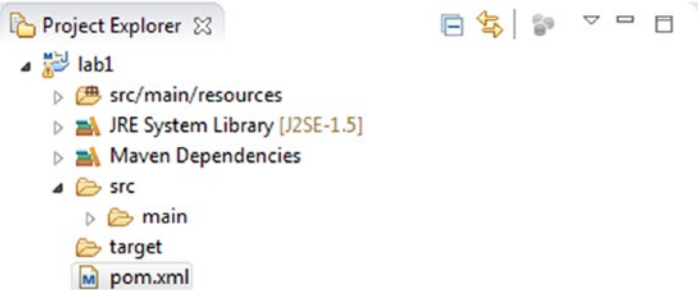 Project Explorer
lab1
src/main/resources
JRE System Library [J2SE-1.5]
Maven Dependencies
src
main
target
pom.xml